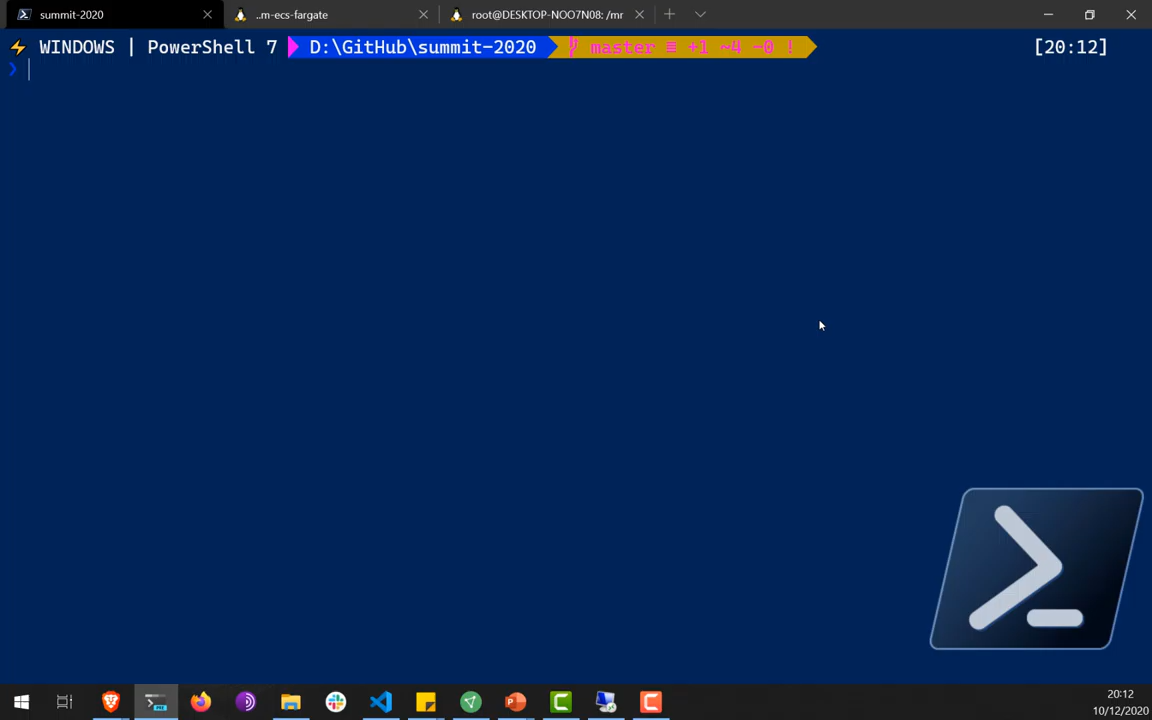 summit-2020
..m-ecs-fargate
root@DESKTOP-NOO7N08: /mr
⚡ WINDOWS | PowerShell 7 D:\GitHub\summit-2020 master ≡ +1 ~4 -0 ! [20:12]
❯
20:12
10/12/2020